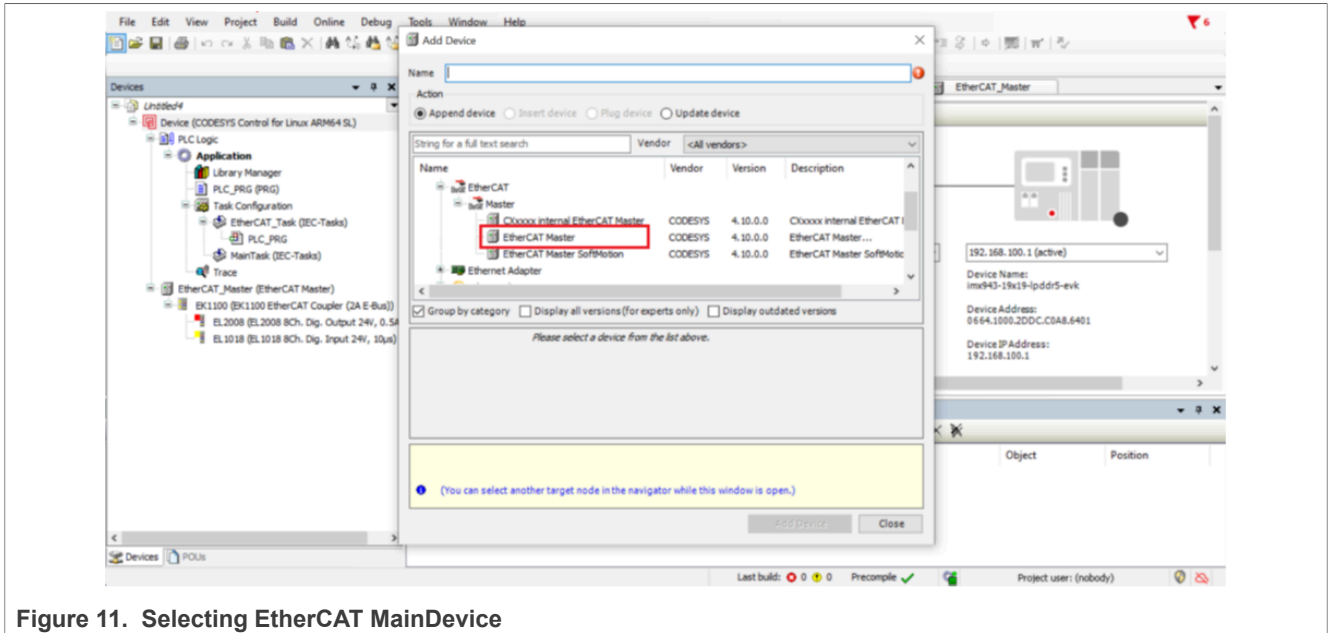 File Edit View Project Build Online Debug Tools Window Help
6
Add Device
Name
Action
Append device Insert device Plug device Update device
String for a full text search Vendor <All vendors>
Name Vendor Version Description
EtherCAT
Master
CXxxxx internal EtherCAT Master CODESYS 4.10.0.0 CXxxxx internal EtherCAT
EtherCAT Master CODESYS 4.10.0.0 EtherCAT Master...
EtherCAT Master SoftMotion CODESYS 4.10.0.0 EtherCAT Master SoftMotic
Ethernet Adapter
Group by category Display all versions (for experts only) Display outdated versions
Please select a device from the list above.
(You can select another target node in the navigator while this window is open.)
Add Device Close
Devices
Untitled4
Device (CODESYS Control for Linux ARM64 SL)
PLC Logic
Application
Library Manager
PLC_PRG (PRG)
Task Configuration
EtherCAT_Task (IEC-Tasks)
PLC_PRG
MainTask (IEC-Tasks)
Trace
EtherCAT_Master (EtherCAT Master)
EK1100 (EK1100 EtherCAT Coupler (2A E-Bus))
EL2008 (EL2008 8Ch. Dig. Output 24V, 0.5A
EL1018 (EL1018 8Ch. Dig. Input 24V, 10µs)
Devices POUs
EtherCAT_Master
192.168.100.1 (active)
Device Name:
imx943-19x19-lpddr5-evk
Device Address:
0664.1000.2DDC.C0A8.6401
Device IP Address:
192.168.100.1
Object Position
Last build: 0 0 Precompile Project user: (nobody)
Figure 11. Selecting EtherCAT MainDevice